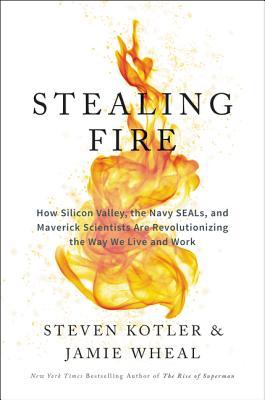 STEALING
FIRE
How Silicon Valley, the Navy SEALs, and
Maverick Scientists Are Revolutionizing
the Way We Live and Work
STEVEN KOTLER &
JAMIE WHEAL
New York Times Bestselling Author of The Rise of Superman